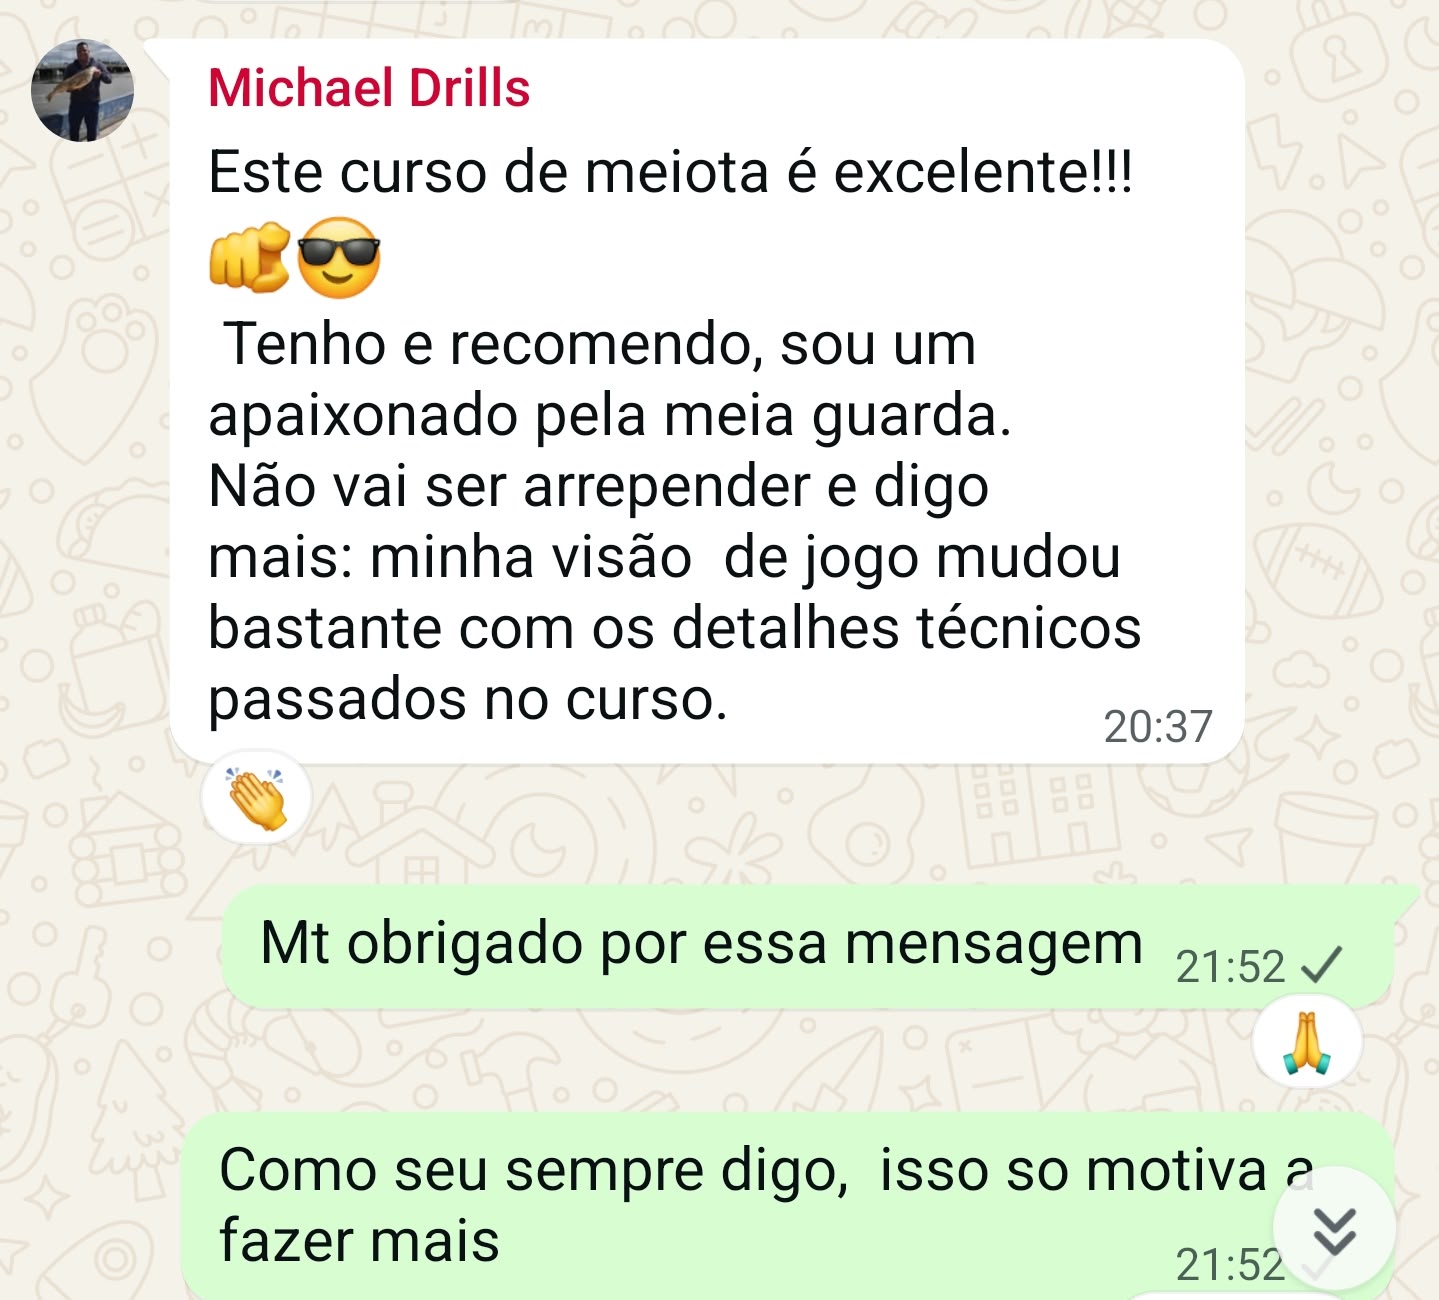 Michael Drills
Este curso de meiota é excelente!!!
🫵😎
Tenho e recomendo, sou um
apaixonado pela meia guarda.
Não vai ser arrepender e digo
mais: minha visão  de jogo mudou
bastante com os detalhes técnicos
passados no curso.
20:37
Mt obrigado por essa mensagem
21:52
Como seu sempre digo,  isso so motiva a
fazer mais
21:52